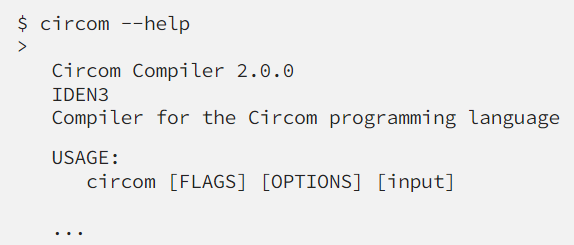 $ circom --help
>
Circom Compiler 2.0.0
IDEN3
Compiler for the Circom programming language
USAGE:
circom [FLAGS] [OPTIONS] [input]
...